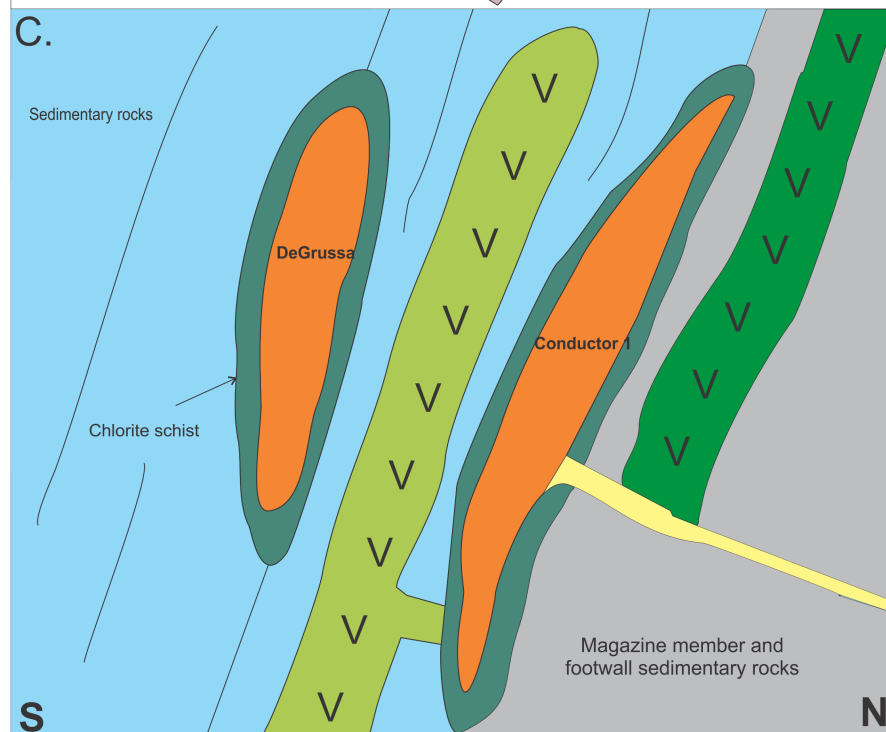 C.
Sedimentary rocks
V
V
V
V
V
DeGrussa
V
V
V
V
V
Conductor 1
V
V
Chlorite schist
V
V
V
V
Magazine member and
footwall sedimentary rocks
V
S
N